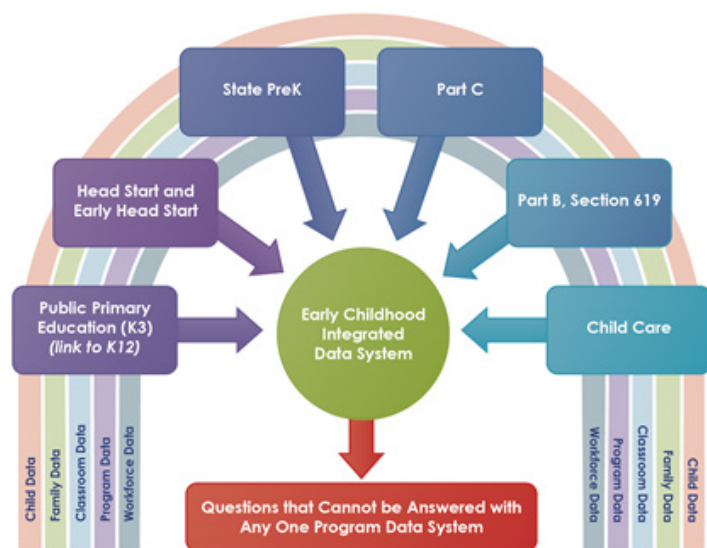 State PreK
Part C
Head Start and
Early Head Start
Part B, Section 619
Public Primary
Education (K3)
(link to K12)
Early Childhood
Integrated
Data System
Child Care
Child Data
Family Data
Classroom Data
Program Data
Workforce Data
Workforce Data
Program Data
Classroom Data
Family Data
Child Data
Questions that Cannot be Answered with
Any One Program Data System